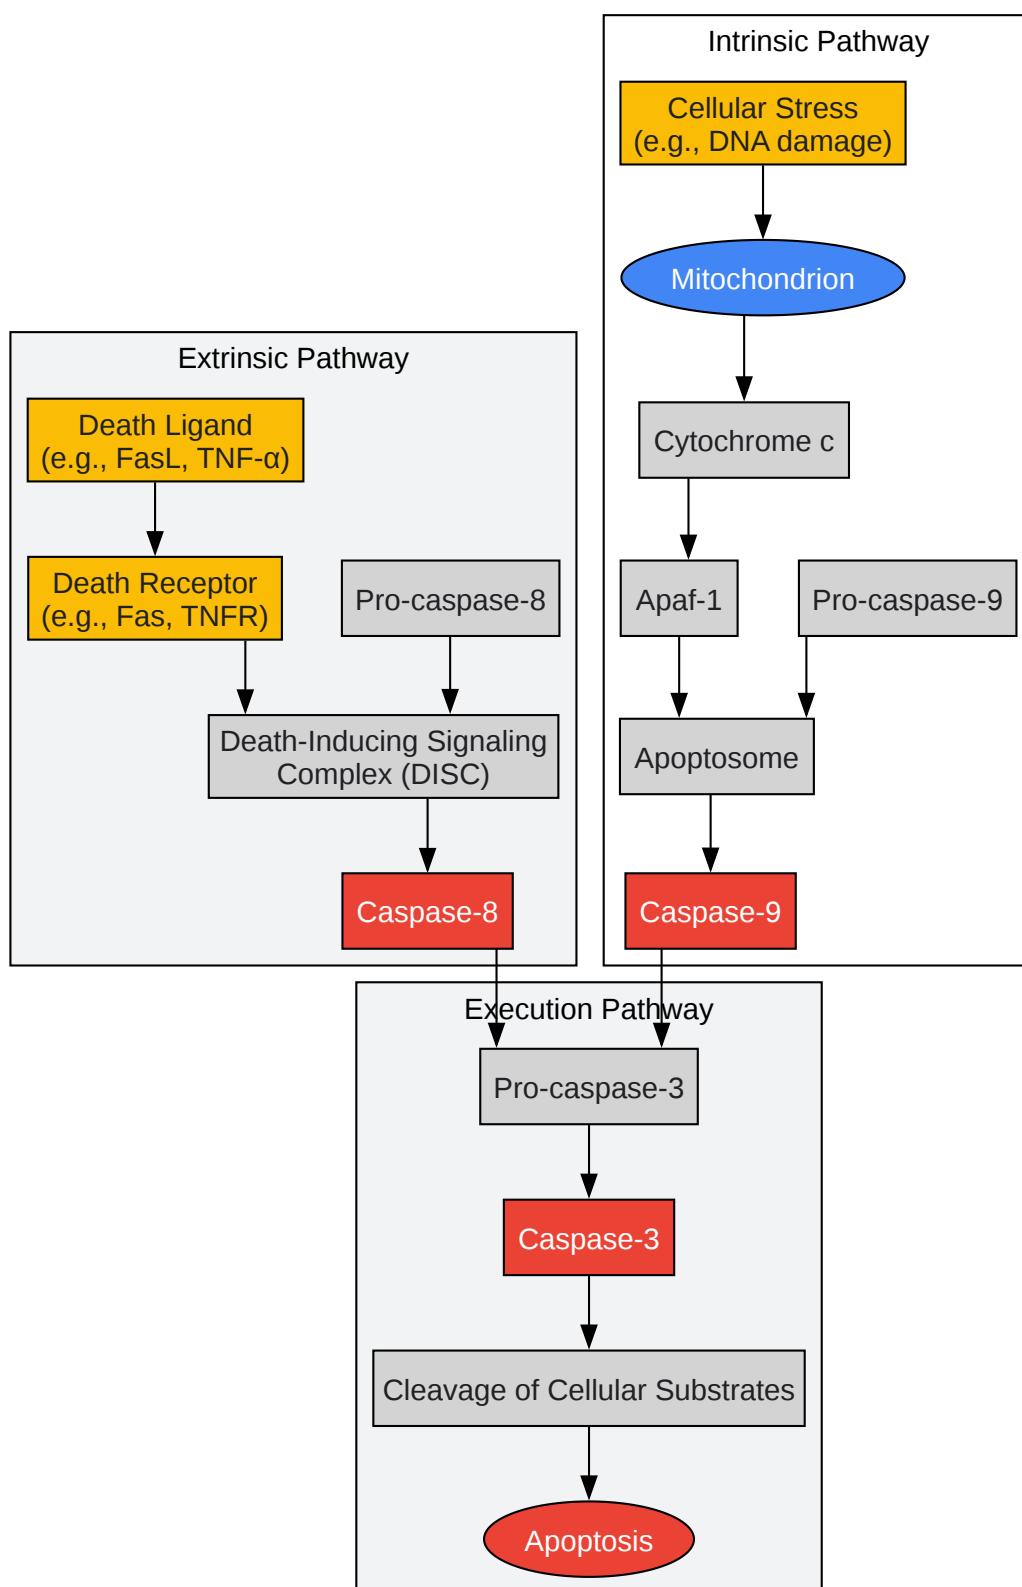 Intrinsic Pathway
Cellular Stress
(e.g., DNA damage)
Mitochondrion
Cytochrome c
Apaf-1
Pro-caspase-9
Apoptosome
Caspase-9
Extrinsic Pathway
Death Ligand
(e.g., FasL, TNF-α)
Death Receptor
(e.g., Fas, TNFR)
Pro-caspase-8
Death-Inducing Signaling
Complex (DISC)
Caspase-8
Execution Pathway
Pro-caspase-3
Caspase-3
Cleavage of Cellular Substrates
Apoptosis